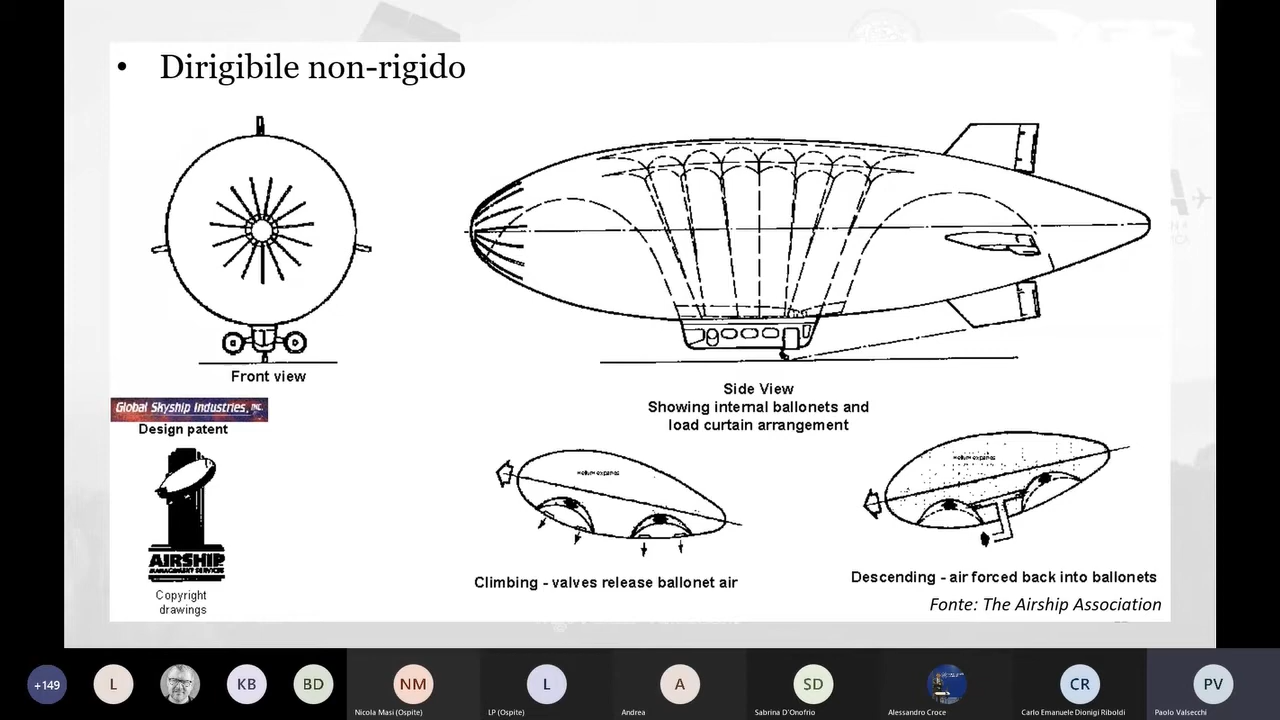 • Dirigibile non-rigido
Front view
Side View
Showing internal ballonets and
load curtain arrangement
Global Skyship Industries, INC.
Design patent
AIRSHIP
MANAGEMENT SERVICES
Copyright
drawings
Helium expands
Climbing - valves release ballonet air
Descending - air forced back into ballonets
Fonte: The Airship Association
+149
L
KB
BD
NM
Nicola Masi (Ospite)
L
LP (Ospite)
A
Andrea
SD
Sabrina D'Onofrio
Alessandro Croce
CR
Carlo Emanuele Dionigi Riboldi
PV
Paolo Valsecchi